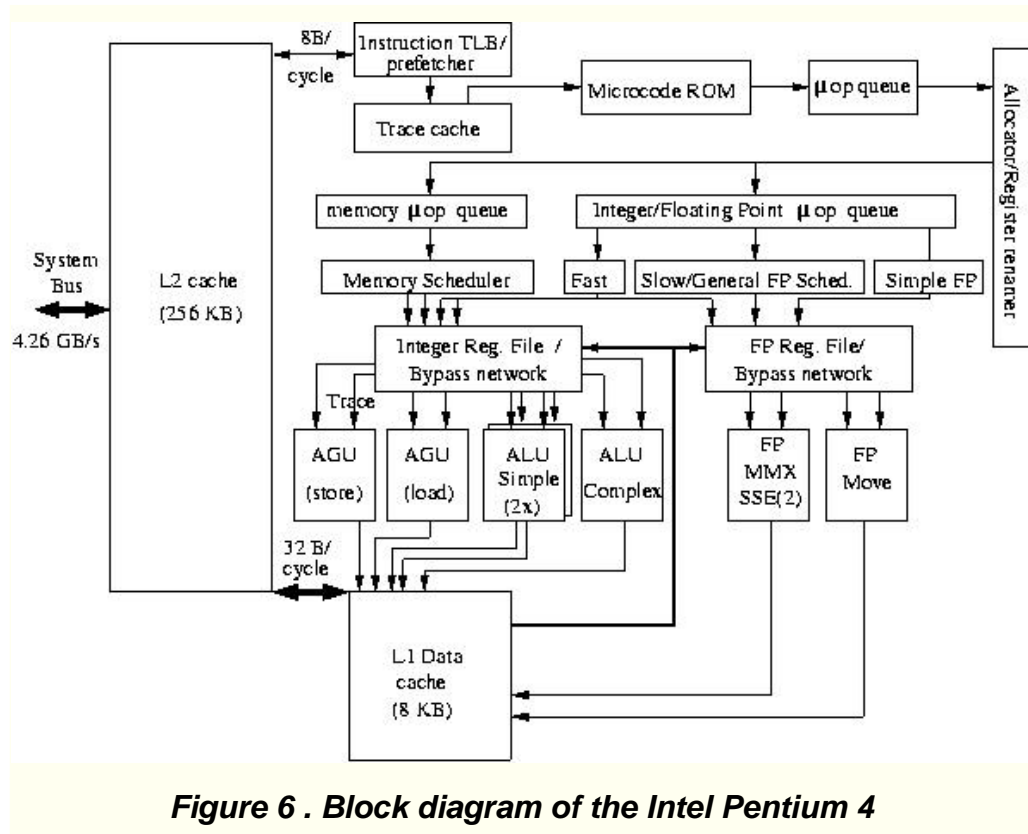 8B/
cycle
Instruction TLB/
prefetcher
Trace cache
Microcode ROM
µop queue
Allocator/Register renamer
memory µop queue
Integer/Floating Point µop queue
System
Bus
4.26 GB/s
L2 cache
(256 KB)
Memory Scheduler
Fast
Slow/General FP Sched.
Simple FP
Integer Reg. File /
Bypass network
FP Reg. File/
Bypass network
Trace
AGU
(store)
AGU
(load)
ALU
Simple
(2x)
ALU
Complex
FP
MMX
SSE(2)
FP
Move
32 B/
cycle
L1 Data
cache
(8 KB)
Figure 6 . Block diagram of the Intel Pentium 4